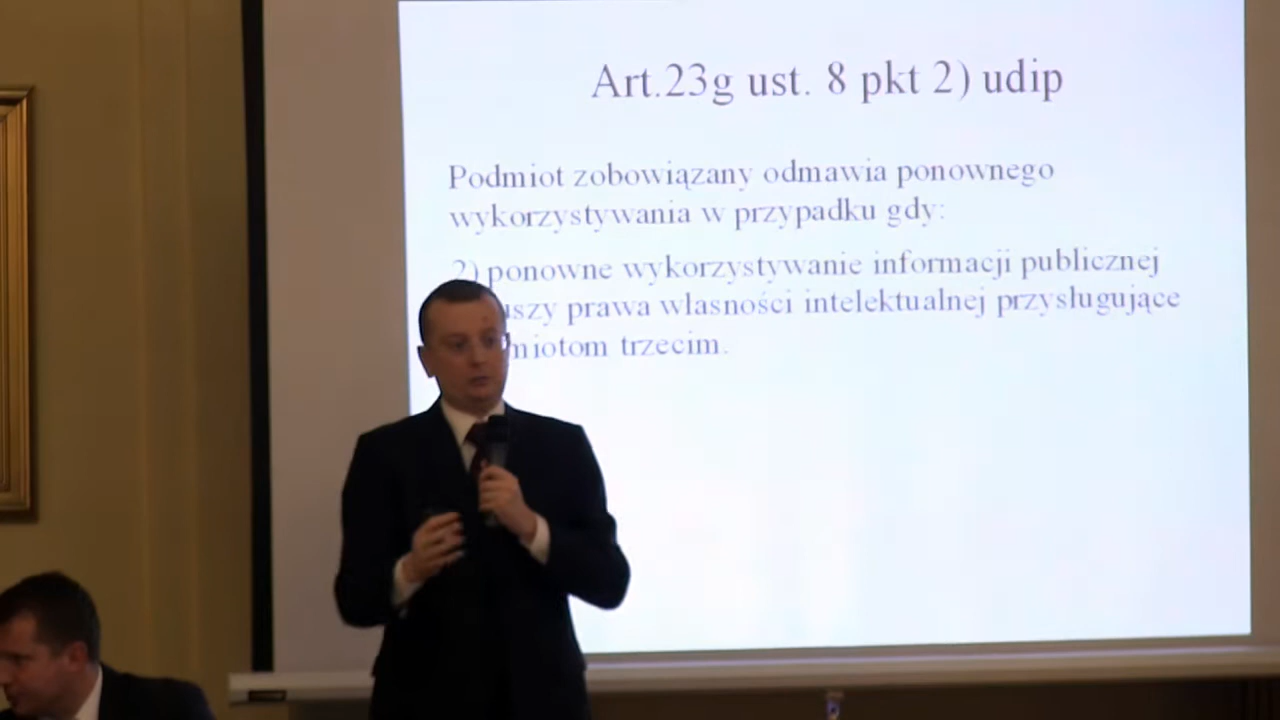 Art.23g ust. 8 pkt 2) udip
Podmiot zobowiązany odmawia ponownego
wykorzystywania w przypadku gdy:
2) ponowne wykorzystywanie informacji publicznej
prawa własności intelektualnej przysługujące
trzecim.